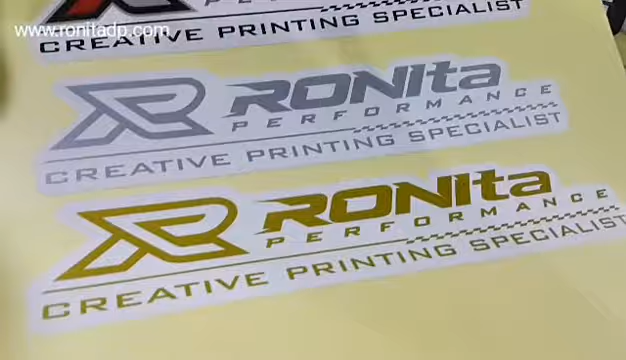 www.ronitadp.com
CREATIVE PRINTING SPECIALIST
RONITA
PERFORMANCE
CREATIVE PRINTING SPECIALIST
RONITA
PERFORMANCE
CREATIVE PRINTING SPECIALIST